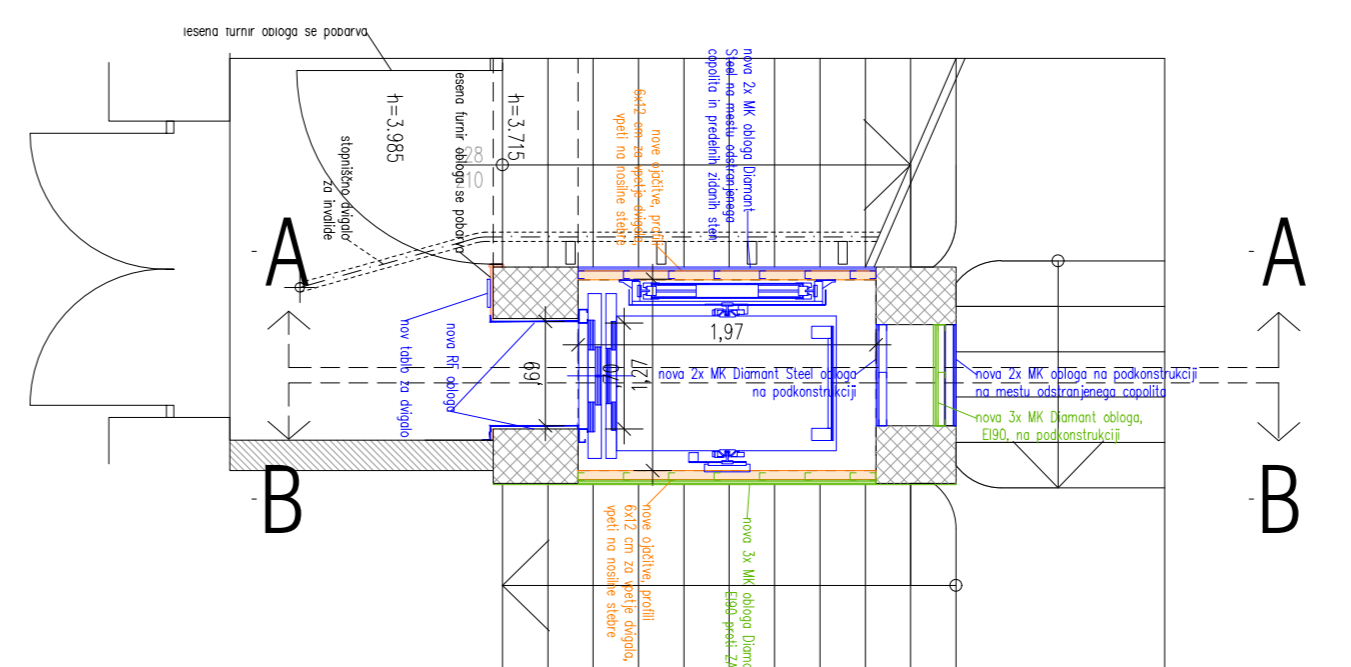 lesena furnir obloga se pobarva
h=3.985
h=3.715
28
210
lesena furnir obloga se pobarva
stopniščno dvigalo
za invalide
nove ojačitve, profili
6x12 cm za vpetje dvigala,
vpeti na nosilne stebre
nova 2x MK obloga Diamant
Steel na mestu odstranjenega
copolita in predelnih zidanih sten
A
A
nov tablo za dvigalo
nova RF obloga
69,
70,
1,27
1,97
nova 2x MK Diamant Steel obloga
na podkonstrukciji
nova 2x MK obloga na podkonstrukciji
na mestu odstranjenega copolita
nova 3x MK Diamant obloga,
EI90, na podkonstrukciji
B
B
nove ojačitve, profili
6x12 cm za vpetje dvigala,
vpeti na nosilne stebre
nova 3x MK obloga Diama
EI90 proti